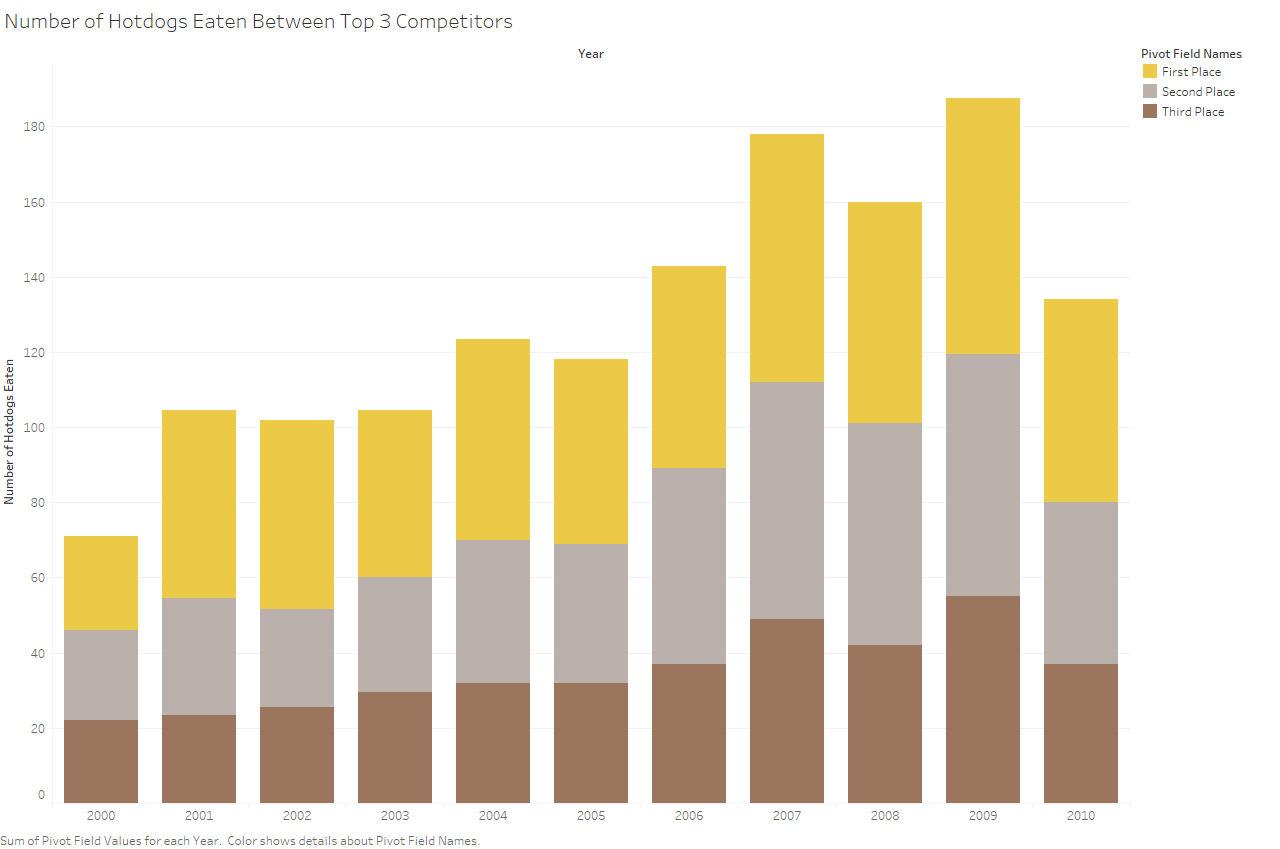 Number of Hotdogs Eaten Between Top 3 Competitors
Year
Pivot Field Names
First Place
Second Place
Third Place
Number of Hotdogs Eaten
180
160
140
120
100
80
60
40
20
0
2000 2001 2002 2003 2004 2005 2006 2007 2008 2009 2010
Sum of Pivot Field Values for each Year. Color shows details about Pivot Field Names.